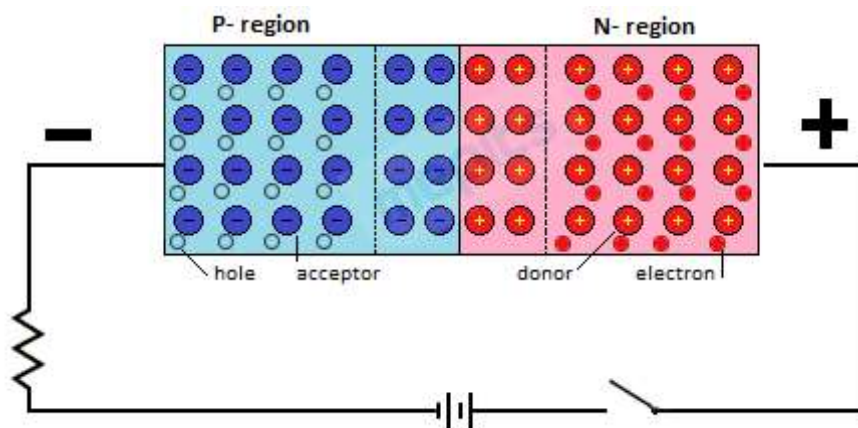 P- region
N- region
hole
acceptor
donor
electron